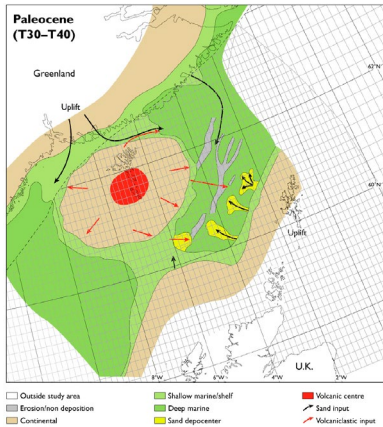 Paleocene
(T30–T40)
Greenland
62°N
Uplift
60°N
Uplift
U.K.
8°W
6°W
4°W
2°W
Outside study area
Shallow marine/shelf
Volcanic centre
Erosion/non deposition
Deep marine
Sand input
Continental
Sand depocenter
Volcaniclastic input